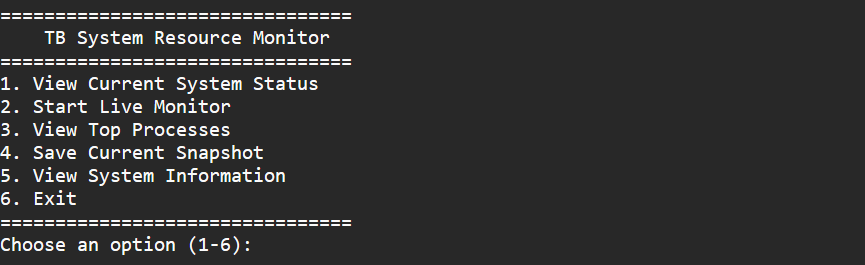 ================================
    TB System Resource Monitor
================================
1. View Current System Status
2. Start Live Monitor
3. View Top Processes
4. Save Current Snapshot
5. View System Information
6. Exit
================================
Choose an option (1-6):